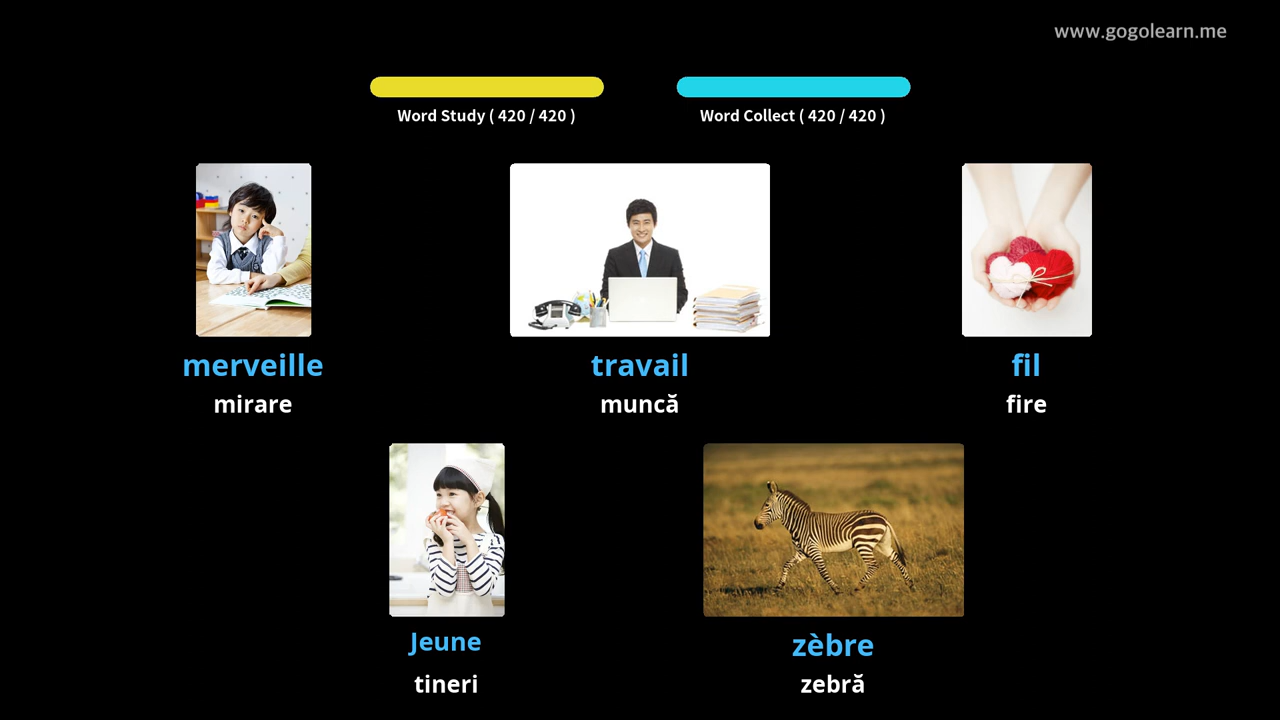 www.gogolearn.me
Word Study ( 420 / 420 )
Word Collect ( 420 / 420 )
merveille
mirare
travail
muncă
fil
fire
Jeune
tineri
zèbre
zebră